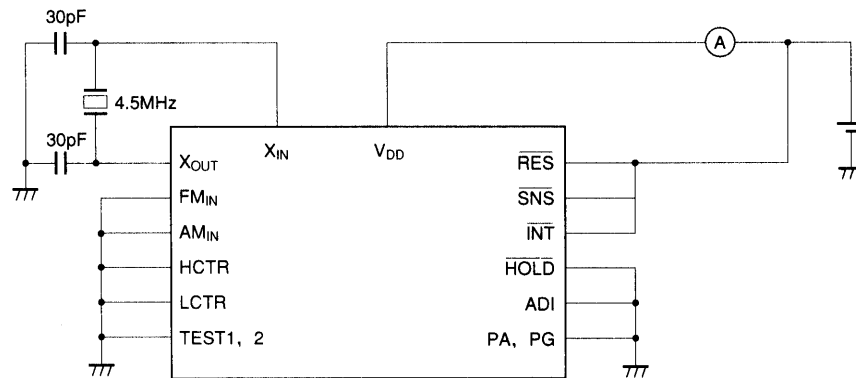 30pF
A
4.5MHz
30pF
XOUT
XIN
VDD
RES
FMIN
SNS
AMIN
INT
HCTR
HOLD
LCTR
ADI
TEST1, 2
PA, PG